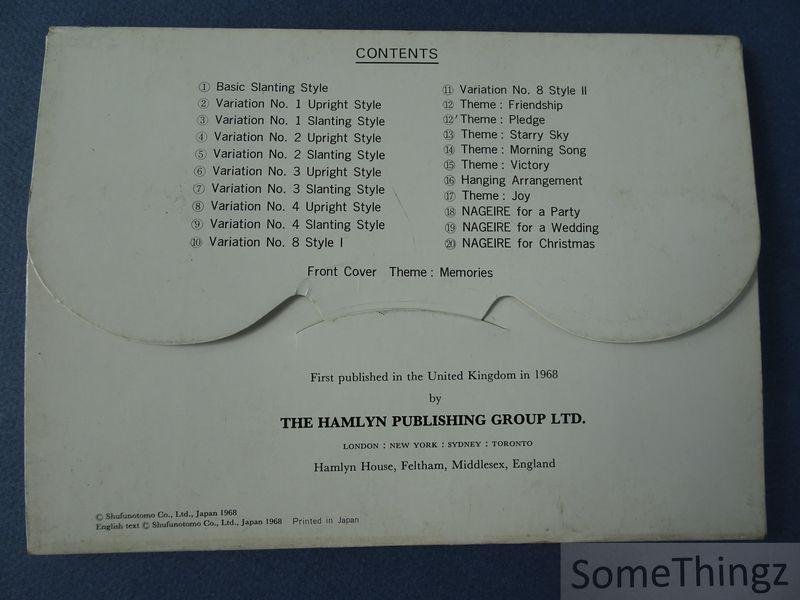 CONTENTS
① Basic Slanting Style
② Variation No. 1 Upright Style
③ Variation No. 1 Slanting Style
④ Variation No. 2 Upright Style
⑤ Variation No. 2 Slanting Style
⑥ Variation No. 3 Upright Style
⑦ Variation No. 3 Slanting Style
⑧ Variation No. 4 Upright Style
⑨ Variation No. 4 Slanting Style
⑩ Variation No. 8 Style I
⑪ Variation No. 8 Style II
⑫ Theme : Friendship
⑫′ Theme : Pledge
⑬ Theme : Starry Sky
⑭ Theme : Morning Song
⑮ Theme : Victory
⑯ Hanging Arrangement
⑰ Theme : Joy
⑱ NAGEIRE for a Party
⑲ NAGEIRE for a Wedding
⑳ NAGEIRE for Christmas
Front Cover Theme : Memories
First published in the United Kingdom in 1968
by
THE HAMLYN PUBLISHING GROUP LTD.
LONDON : NEW YORK : SYDNEY : TORONTO
Hamlyn House, Feltham, Middlesex, England
© Shufunotomo Co., Ltd., Japan 1968
English text © Shufunotomo Co., Ltd., Japan 1968 Printed in Japan
SomeThingz